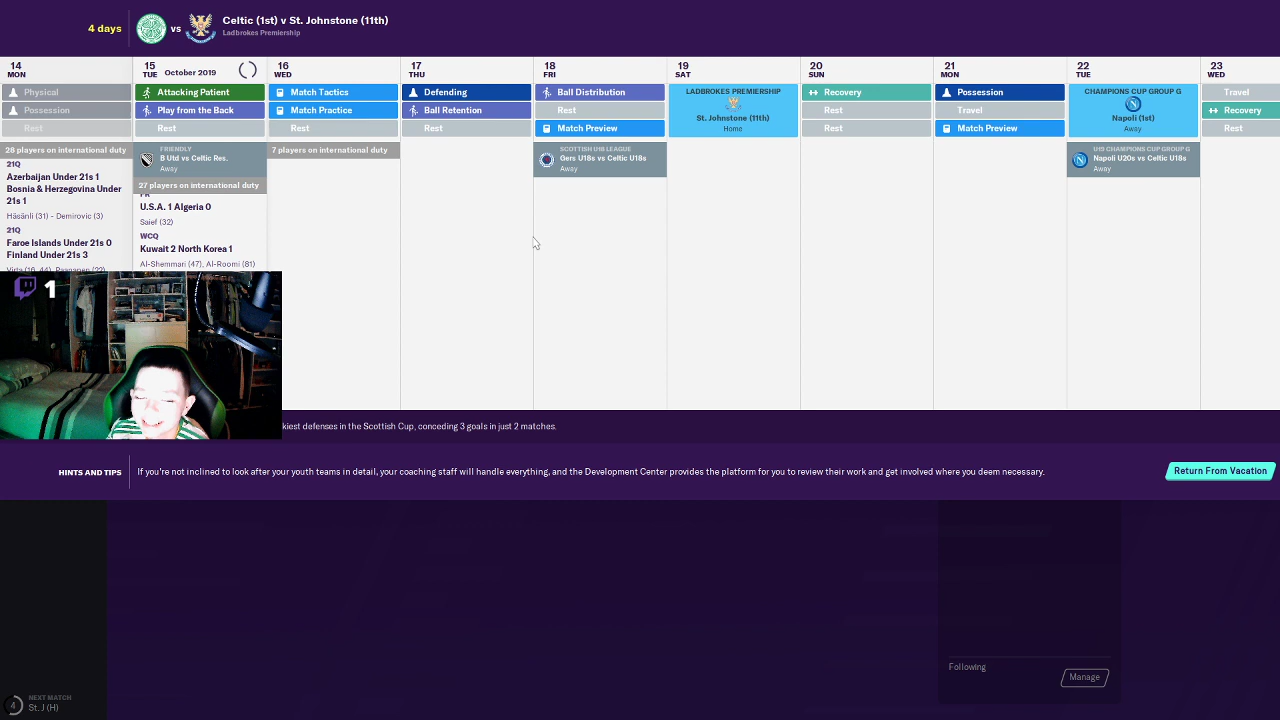 4 days
vs
Celtic (1st) v St. Johnstone (11th)
Ladbrokes Premiership
14
MON
15
TUE October 2019
16
WED
17
THU
18
FRI
19
SAT
20
SUN
21
MON
22
TUE
23
WED
Physical
Possession
Rest
28 players on international duty
21Q
Azerbaijan Under 21s 1
Bosnia & Herzegovina Under
21s 1
Häsänli (31) - Demirovic (3)
21Q
Faroe Islands Under 21s 0
Finland Under 21s 3
Attacking Patient
Play from the Back
Rest
FRIENDLY
B Utd vs Celtic Res.
Away
27 players on international duty
U.S.A. 1 Algeria 0
Saief (32)
WCQ
Kuwait 2 North Korea 1
Al-Shemmari (47), Al-Roomi (81)
Match Tactics
Match Practice
Rest
7 players on international duty
Defending
Ball Retention
Rest
Ball Distribution
Rest
Match Preview
SCOTTISH U18 LEAGUE
Gers U18s vs Celtic U18s
Away
LADBROKES PREMIERSHIP
St. Johnstone (11th)
Home
Recovery
Rest
Rest
Possession
Travel
Match Preview
CHAMPIONS CUP GROUP G
Napoli (1st)
Away
U19 CHAMPIONS CUP GROUP G
Napoli U20s vs Celtic U18s
Away
Travel
Recovery
Rest
1
kiest defenses in the Scottish Cup, conceding 3 goals in just 2 matches.
HINTS AND TIPS
If you're not inclined to look after your youth teams in detail, your coaching staff will handle everything, and the Development Center provides the platform for you to review their work and get involved where you deem necessary.
Return From Vacation
Following
Manage
4
NEXT MATCH
St. J (H)